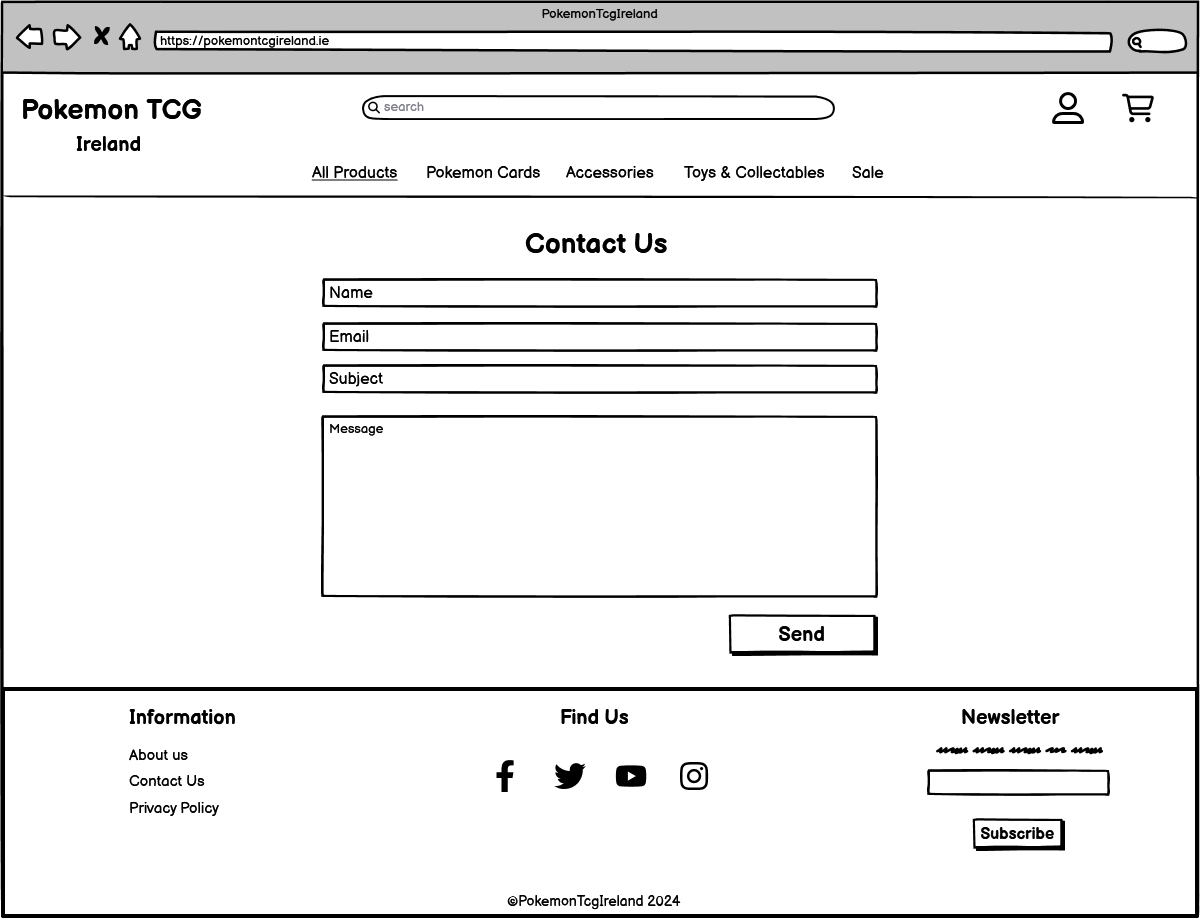 PokemonTcgIreland
https://pokemontcgireland.ie
Pokemon TCG
Ireland
search
All Products Pokemon Cards Accessories Toys & Collectables Sale
Contact Us
Name
Email
Subject
Message
Send
Information
About us
Contact Us
Privacy Policy
Find Us
Newsletter
Subscribe
©PokemonTcgIreland 2024